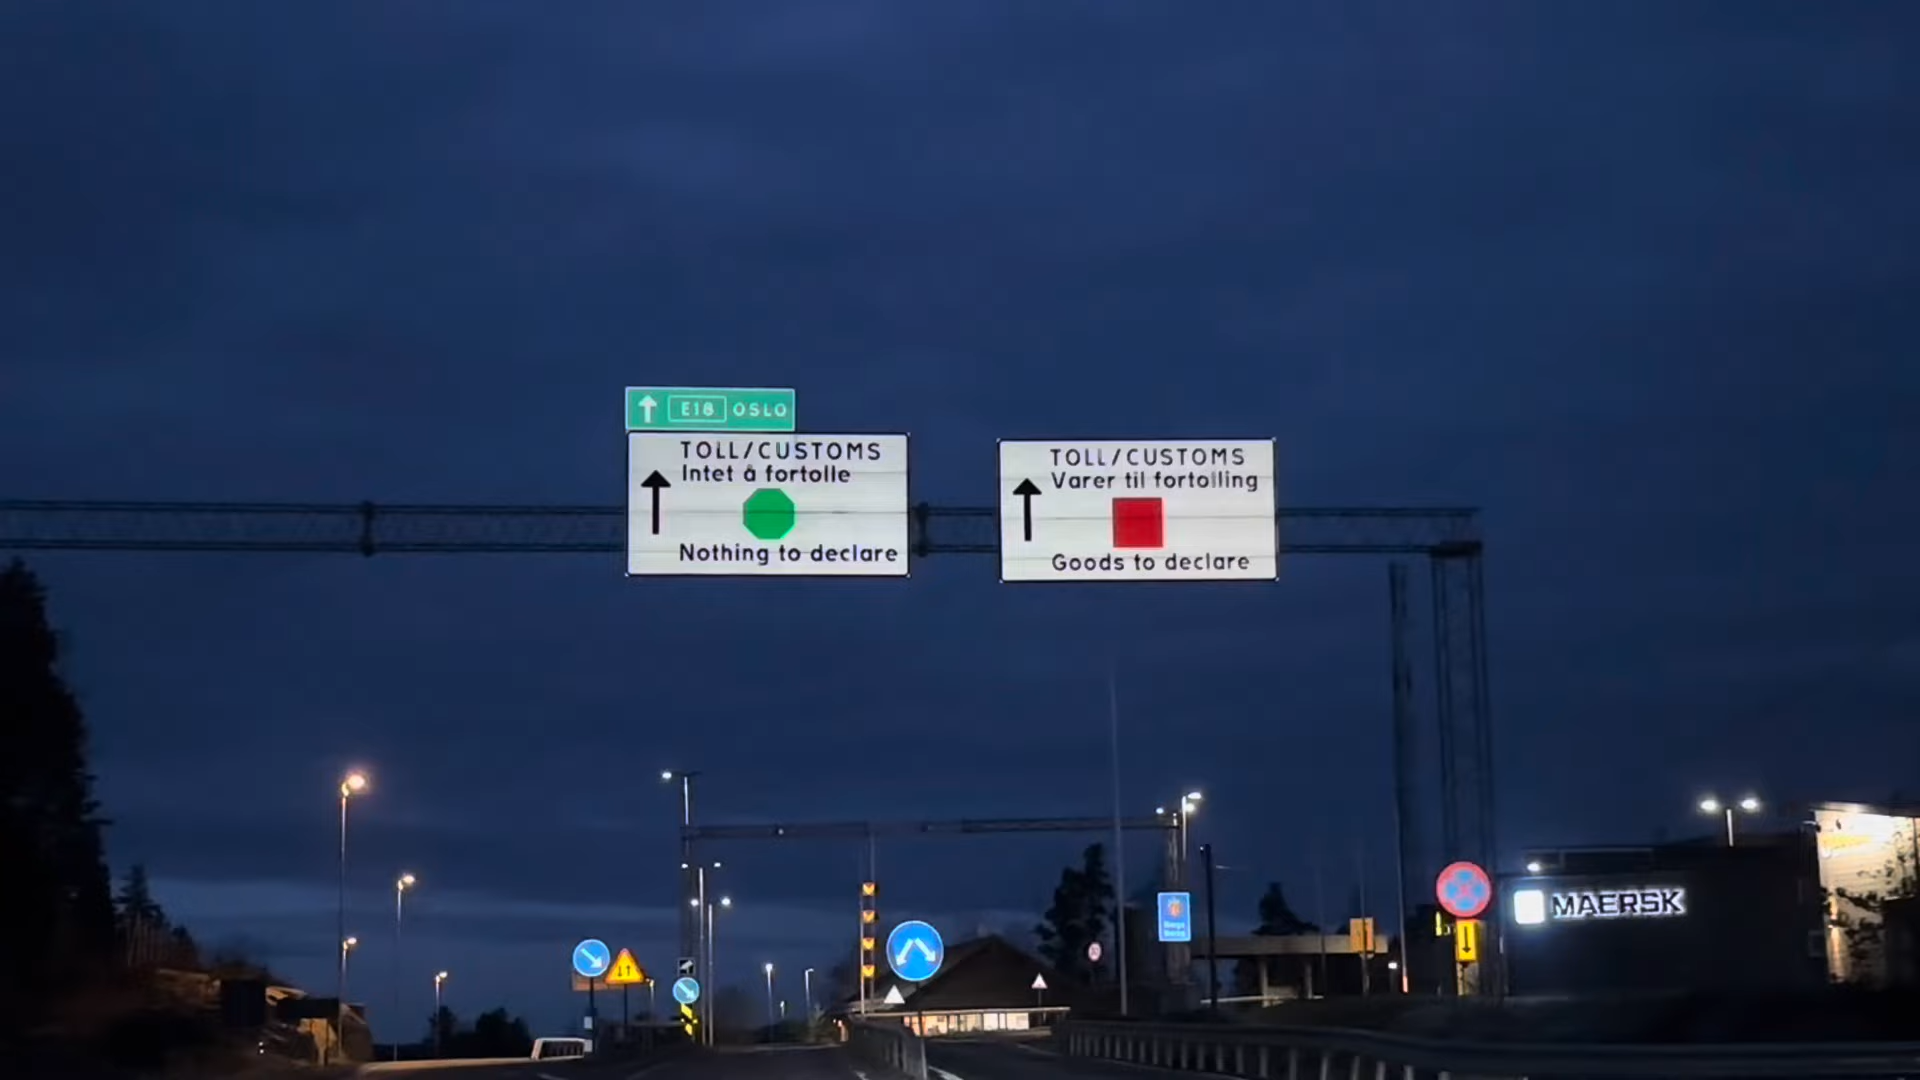 E18 OSLO
TOLL/CUSTOMS
Intet å fortolle
Nothing to declare
TOLL/CUSTOMS
Varer til fortolling
Goods to declare
MAERSK